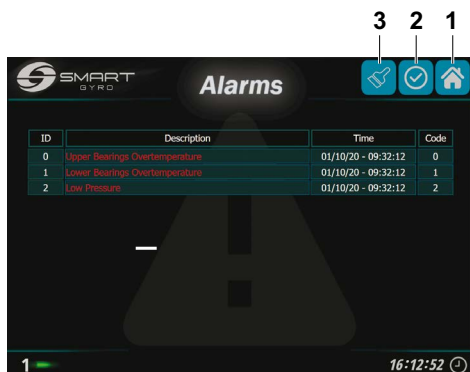 3 2 1
SMART
GYRO
Alarms
ID Description Time Code
0 Upper Bearings Overtemperature 01/10/20 - 09:32:12 0
1 Lower Bearings Overtemperature 01/10/20 - 09:32:12 1
2 Low Pressure 01/10/20 - 09:32:12 2
1 16:12:52